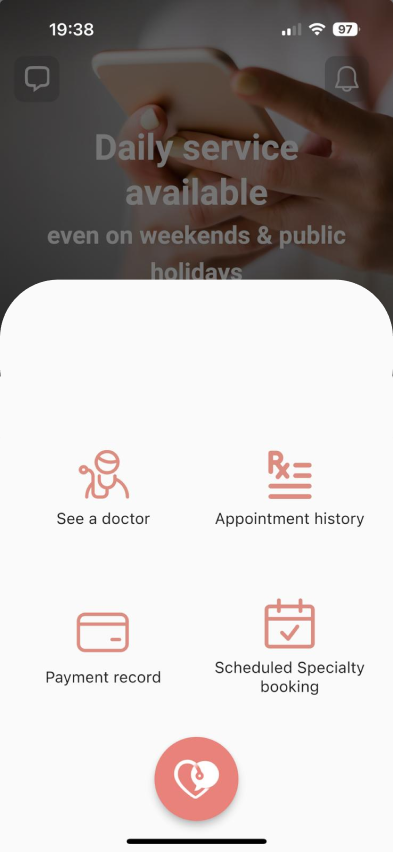 19:38
97
Daily service
available
even on weekends & public
holidays
See a doctor
Appointment history
Payment record
Scheduled Specialty
booking